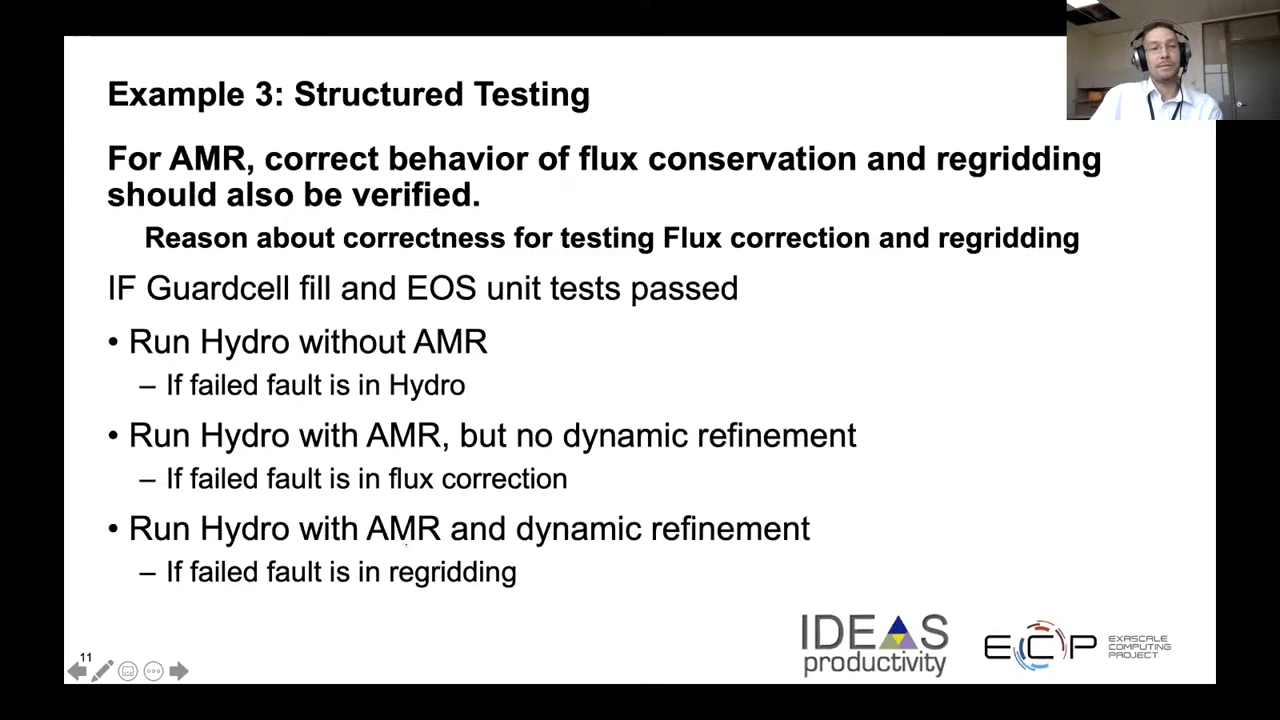 Example 3: Structured Testing
For AMR, correct behavior of flux conservation and regridding
should also be verified.
Reason about correctness for testing Flux correction and regridding
IF Guardcell fill and EOS unit tests passed
• Run Hydro without AMR
– If failed fault is in Hydro
• Run Hydro with AMR, but no dynamic refinement
– If failed fault is in flux correction
• Run Hydro with AMR and dynamic refinement
– If failed fault is in regridding
11
IDEAS
productivity
ECP
EXASCALE
COMPUTING
PROJECT